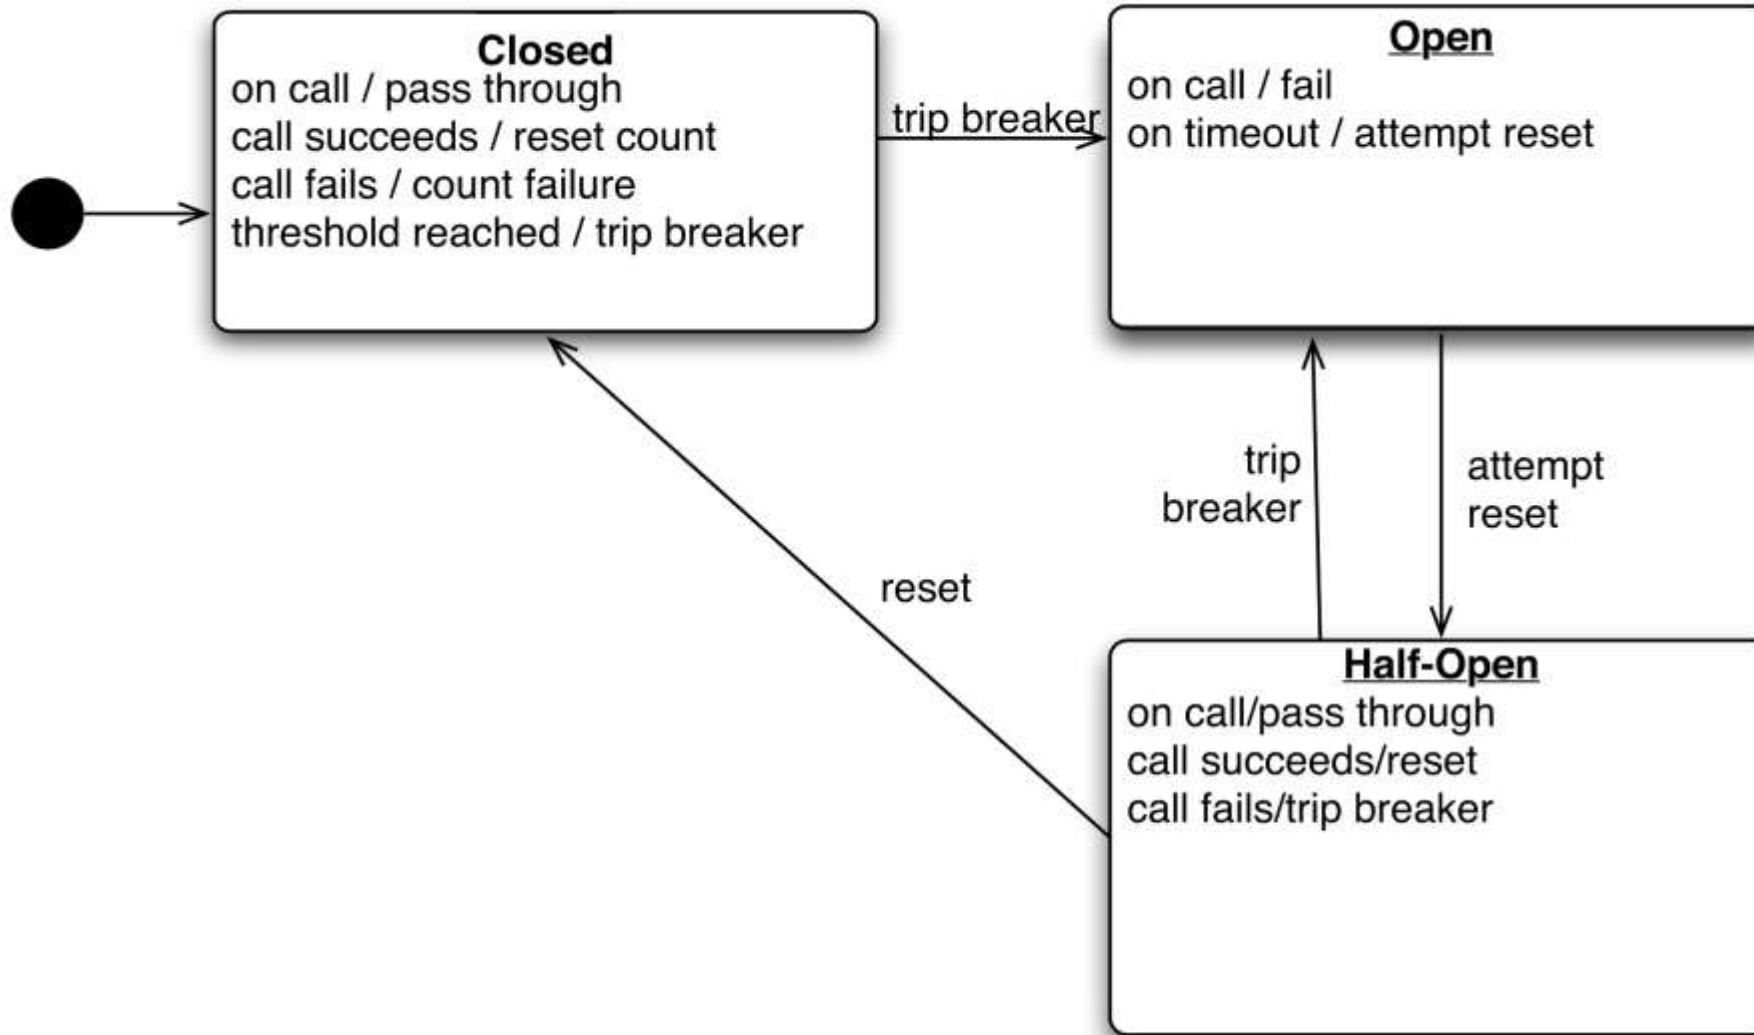 Closed
on call / pass through
call succeeds / reset count
call fails / count failure
threshold reached / trip breaker
trip breaker
Open
on call / fail
on timeout / attempt reset
trip
breaker
attempt
reset
reset
Half-Open
on call/pass through
call succeeds/reset
call fails/trip breaker